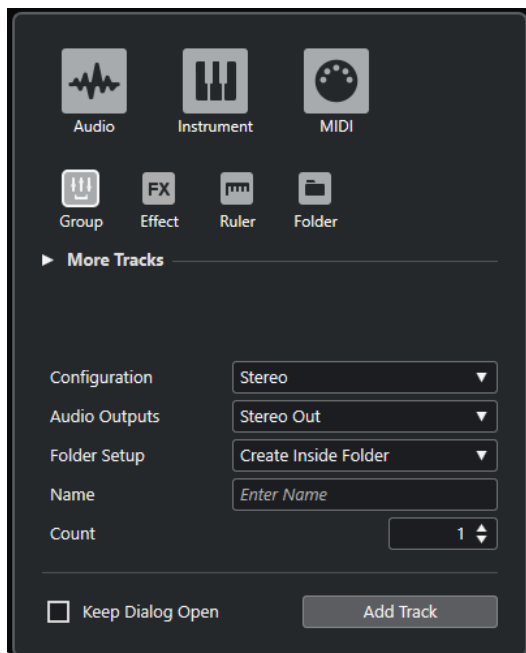 Audio Instrument MIDI
FX
Group Effect Ruler Folder
More Tracks
Configuration Stereo
Audio Outputs Stereo Out
Folder Setup Create Inside Folder
Name Enter Name
Count 1
Keep Dialog Open Add Track